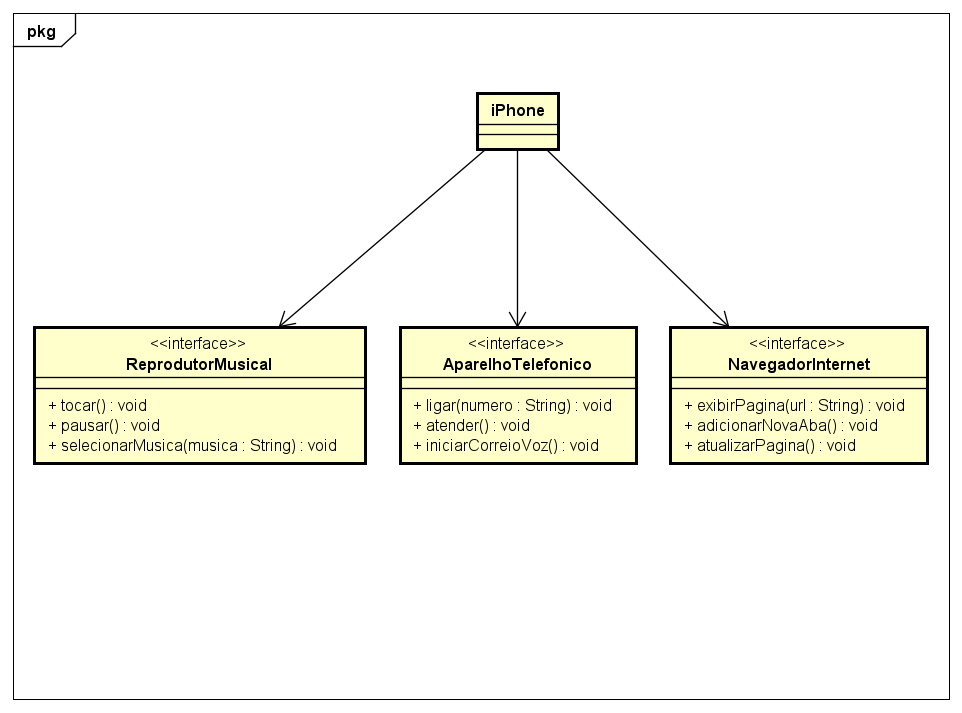 pkg
iPhone
<<interface>>
ReprodutorMusical
+ tocar() : void
+ pausar() : void
+ selecionarMusica(musica : String) : void
<<interface>>
AparelhoTelefonico
+ ligar(numero : String) : void
+ atender() : void
+ iniciarCorreioVoz() : void
<<interface>>
NavegadorInternet
+ exibirPagina(url : String) : void
+ adicionarNovaAba() : void
+ atualizarPagina() : void